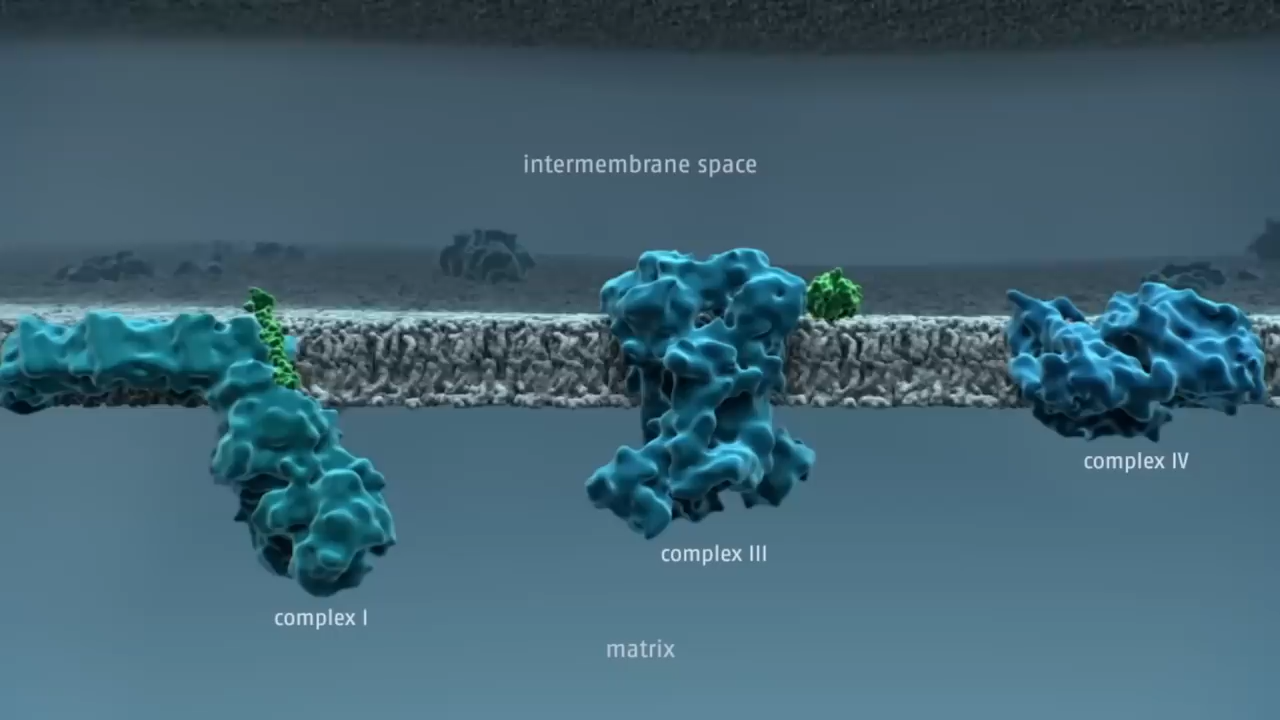 intermembrane space
complex IV
complex III
complex I
matrix